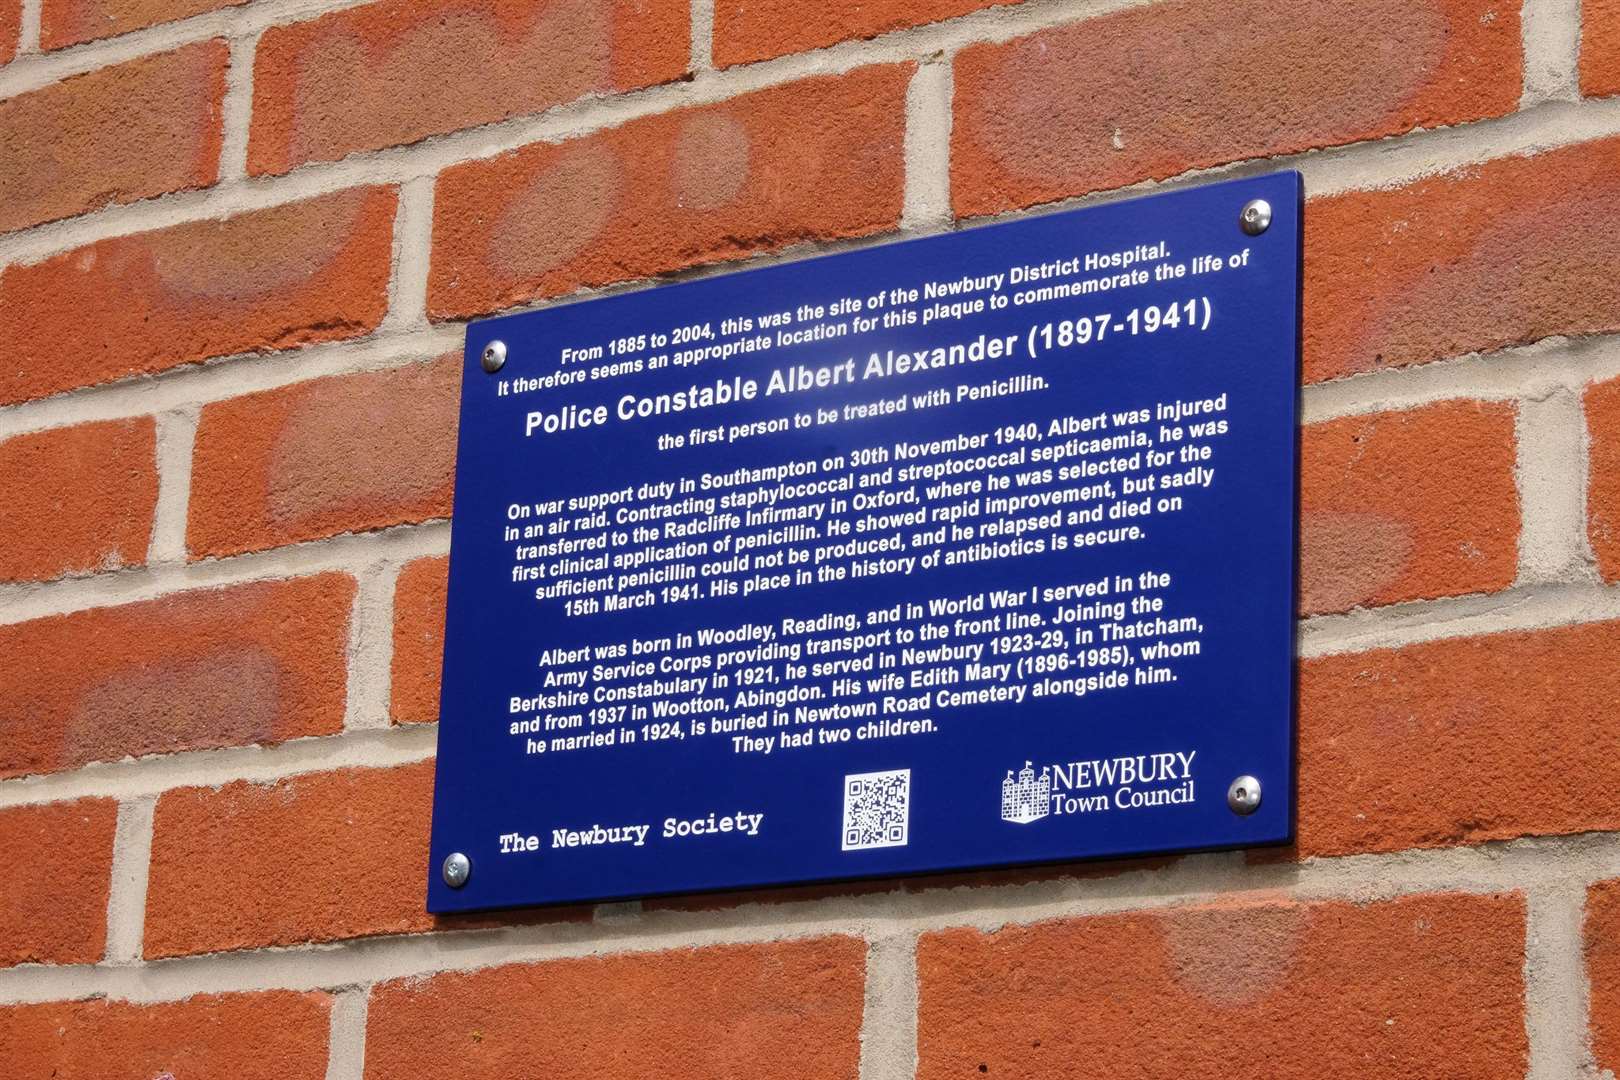 From 1885 to 2004, this was the site of the Newbury District Hospital.
It therefore seems an appropriate location for this plaque to commemorate the life of
Police Constable Albert Alexander (1897-1941)
the first person to be treated with Penicillin.
On war support duty in Southampton on 30th November 1940, Albert was injured
in an air raid. Contracting staphylococcal and streptococcal septicaemia, he was
transferred to the Radcliffe Infirmary in Oxford, where he was selected for the
first clinical application of penicillin. He showed rapid improvement, but sadly
sufficient penicillin could not be produced, and he relapsed and died on
15th March 1941. His place in the history of antibiotics is secure.
Albert was born in Woodley, Reading, and in World War I served in the
Army Service Corps providing transport to the front line. Joining the
Berkshire Constabulary in 1921, he served in Newbury 1923-29, in Thatcham,
and from 1937 in Wootton, Abingdon. His wife Edith Mary (1896-1985), whom
he married in 1924, is buried in Newtown Road Cemetery alongside him.
They had two children.
The Newbury Society
NEWBURY
Town Council